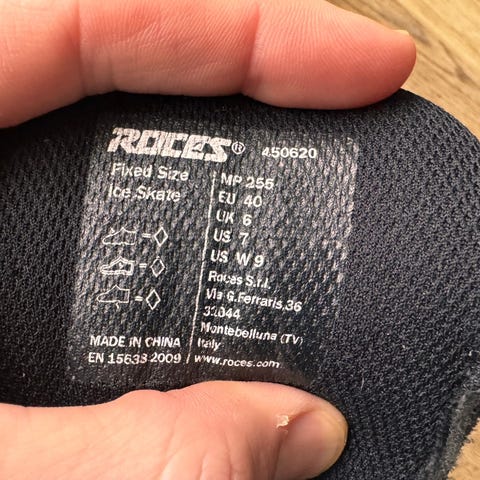 ROCES® 450620
Fixed Size
Ice Skate
MP 255
EU 40
UK 6
US 7
US W 9
Roces S.r.l.
Via G.Ferraris,36
31044
Montebelluna (TV)
Italy
www.roces.com
MADE IN CHINA
EN 15638:2009